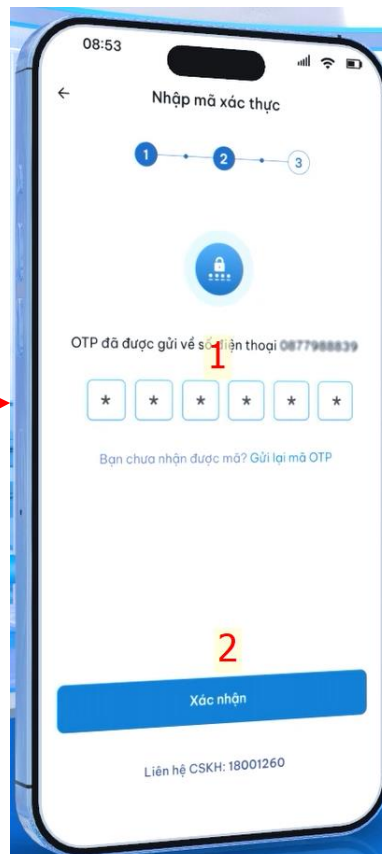 08:53
Nhập mã xác thực
1 2 3
OTP đã được gửi về số điện thoại 0877988839
1
* * * * * *
Bạn chưa nhận được mã? Gửi lại mã OTP
2
Xác nhận
Liên hệ CSKH: 18001260